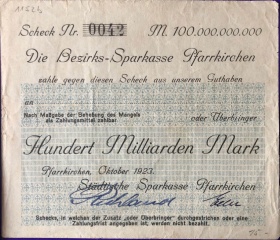 Scheck Nr. 0042 M. 100.000.000.000
Die Bezirks-Sparkasse Pfarrkirchen
zahle gegen diesen Scheck aus unserem Guthaben
an
Nach Maßgabe der Behebung des Mangels
als Zahlungsmittel zahlbar
oder Überbringer
Hundert Milliarden Mark
Pfarrkirchen, Oktober 1923.
Städtische Sparkasse Pfarrkirchen
Schecks, in welchen der Zusatz „oder Überbringer" durchgestrichen oder eine
Zahlungsfrist angegeben ist, werden nicht bezahlt.